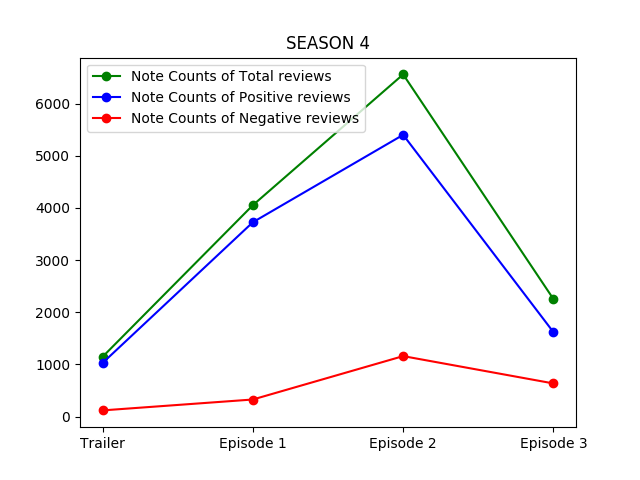 SEASON 4
Note Counts of Total reviews
Note Counts of Positive reviews
Note Counts of Negative reviews
6000
5000
4000
3000
2000
1000
0
Trailer Episode 1 Episode 2 Episode 3